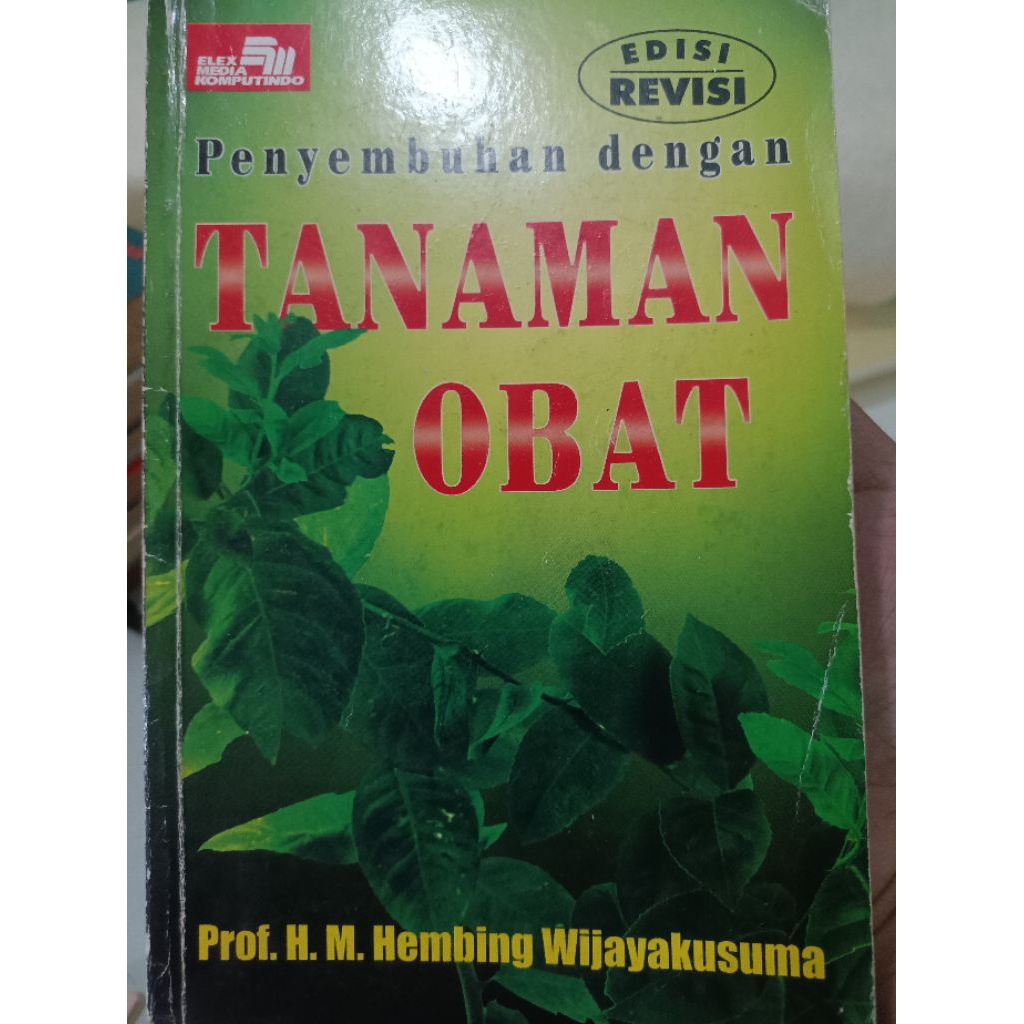 ELEX
MEDIA
KOMPUTINDO
EDISI
REVISI
Penyembuhan dengan
TANAMAN
OBAT
Prof. H. M. Hembing Wijayakusuma